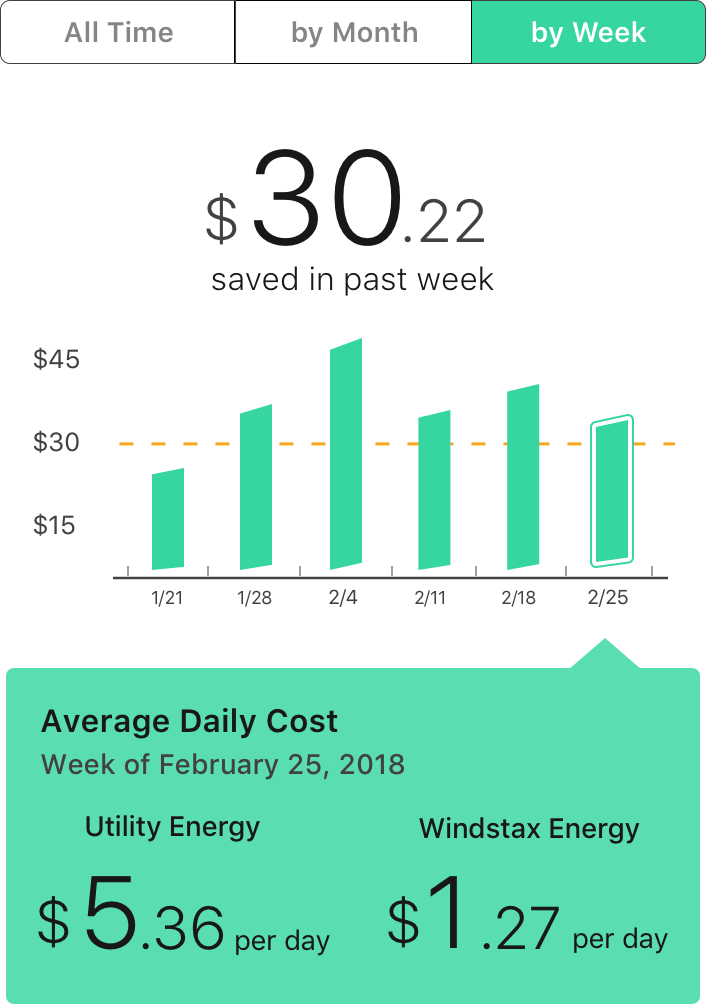 All Time by Month by Week
$30.22
saved in past week
$45
$30
$15
1/21 1/28 2/4 2/11 2/18 2/25
Average Daily Cost
Week of February 25, 2018
Utility Energy Windstax Energy
$5.36 per day $1.27 per day